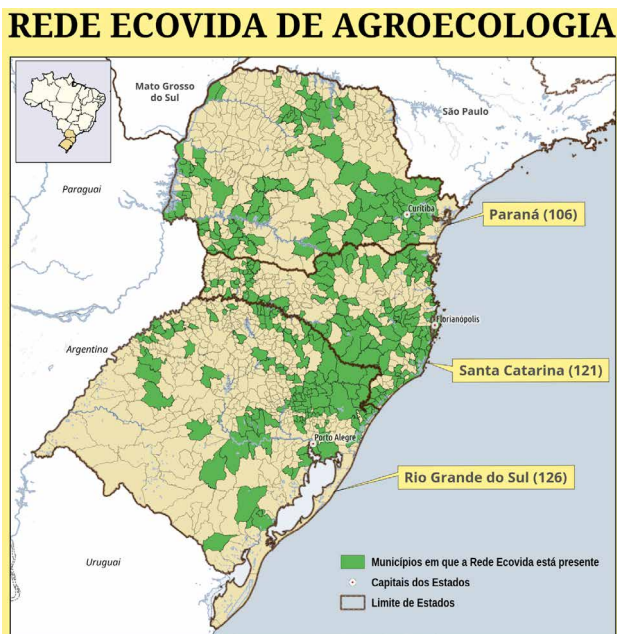 REDE ECOVIDA DE AGROECOLOGIA
Mato Grosso
do Sul
São Paulo
Paraguai
Curitiba
Paraná (106)
Florianópolis
Argentina
Santa Catarina (121)
Porto Alegre
Rio Grande do Sul (126)
Uruguai
Municípios em que a Rede Ecovida está presente
Capitais dos Estados
Limite de Estados